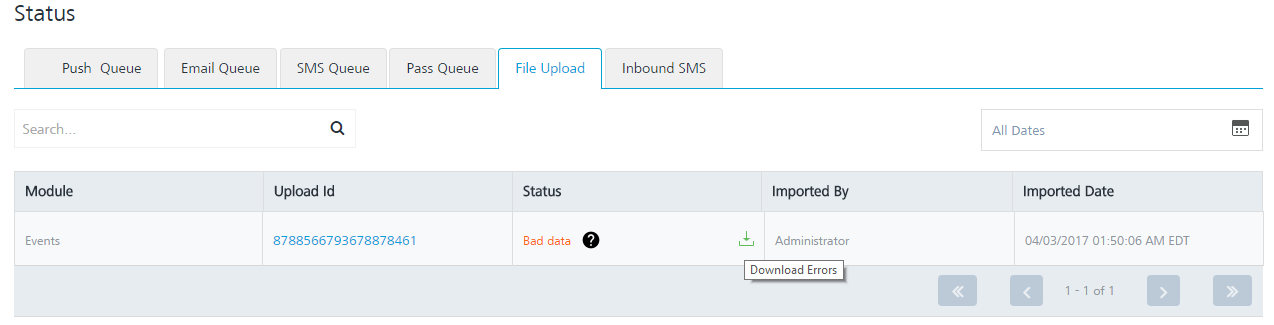 Status
Push Queue Email Queue SMS Queue Pass Queue File Upload Inbound SMS
Search... All Dates
Module Upload Id Status Imported By Imported Date
Events 8788566793678878461 Bad data ? Administrator 04/03/2017 01:50:06 AM EDT
Download Errors
1 - 1 of 1